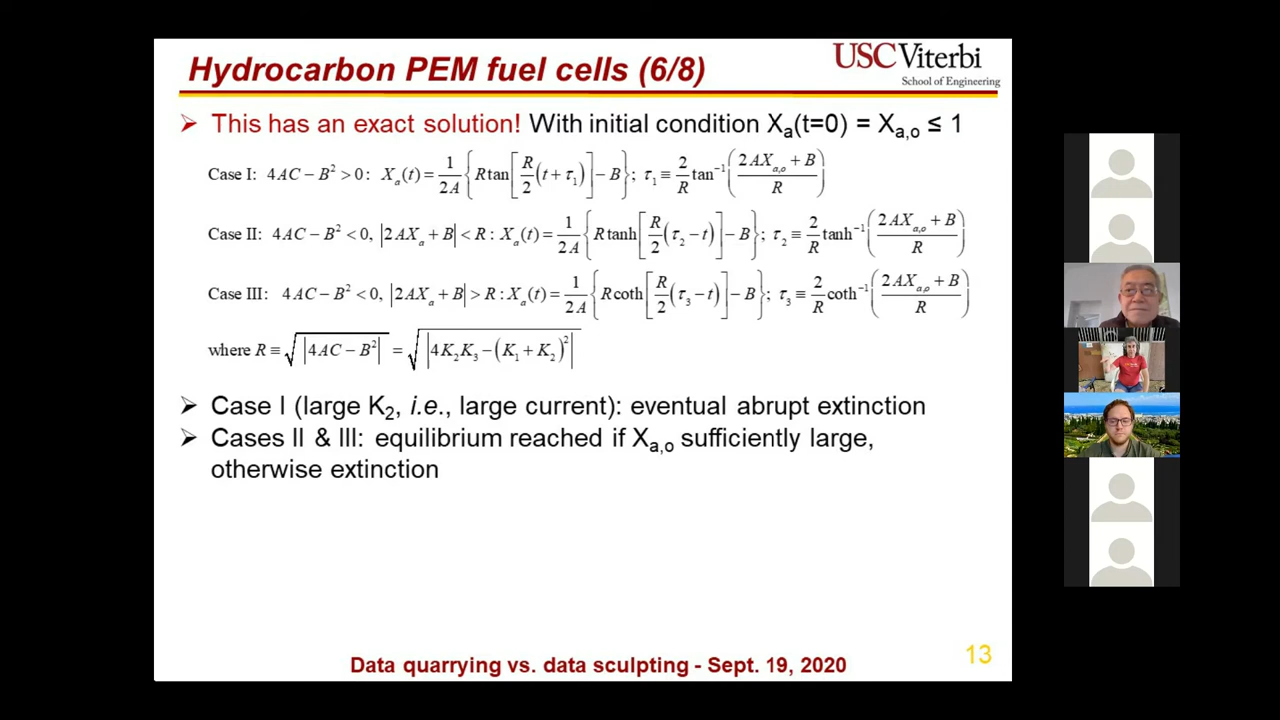 Hydrocarbon PEM fuel cells (6/8)
USC Viterbi
School of Engineering
➢ This has an exact solution! With initial condition Xₐ(t=0) = Xₐ,ₒ ≤ 1
Case I: 4AC − B² > 0: Xₐ(t) = 1/2A {R tan[R/2 (t + τ₁)] − B}; τ₁ ≡ 2/R tan⁻¹((2AXₐ,ₒ + B)/R)
Case II: 4AC − B² < 0, |2AXₐ + B| < R: Xₐ(t) = 1/2A {R tanh[R/2 (τ₂ − t)] − B}; τ₂ ≡ 2/R tanh⁻¹((2AXₐ,ₒ + B)/R)
Case III: 4AC − B² < 0, |2AXₐ + B| > R: Xₐ(t) = 1/2A {R coth[R/2 (τ₃ − t)] − B}; τ₃ ≡ 2/R coth⁻¹((2AXₐ,ₒ + B)/R)
where R ≡ √|4AC − B²| = √|4K₂K₃ − (K₁ + K₂)²|
➢ Case I (large K₂, i.e., large current): eventual abrupt extinction
➢ Cases II & III: equilibrium reached if Xₐ,ₒ sufficiently large,
otherwise extinction
Data quarrying vs. data sculpting - Sept. 19, 2020
13